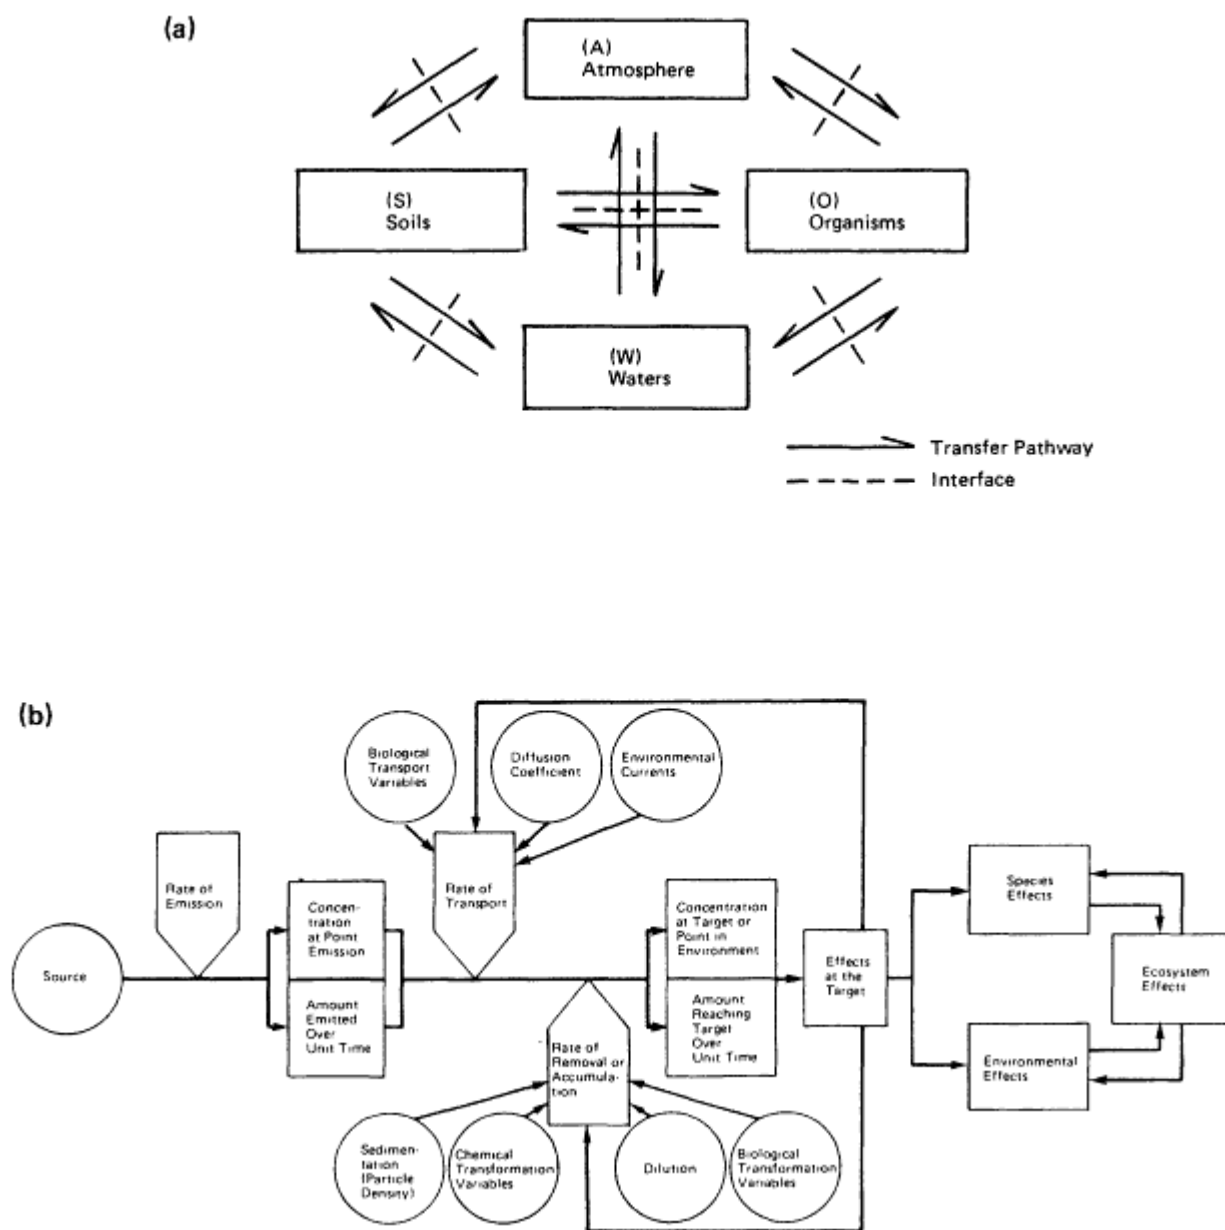 (a)
(A)
Atmosphere
(S)
Soils
(O)
Organisms
(W)
Waters
Transfer Pathway
Interface
(b)
Biological
Transport
Variables
Diffusion
Coefficient
Environmental
Currents
Rate of
Emission
Rate of
Transport
Source
Concen-
tration
at Point
Emission
Amount
Emitted
Over
Unit Time
Concentration
at Target or
Point in
Environment
Amount
Reaching
Target
Over
Unit Time
Rate of
Removal or
Accumula-
tion
Effects
at the
Target
Species
Effects
Ecosystem
Effects
Environmental
Effects
Sedimen-
tation
(Particle
Density)
Chemical
Transformation
Variables
Dilution
Biological
Transformation
Variables